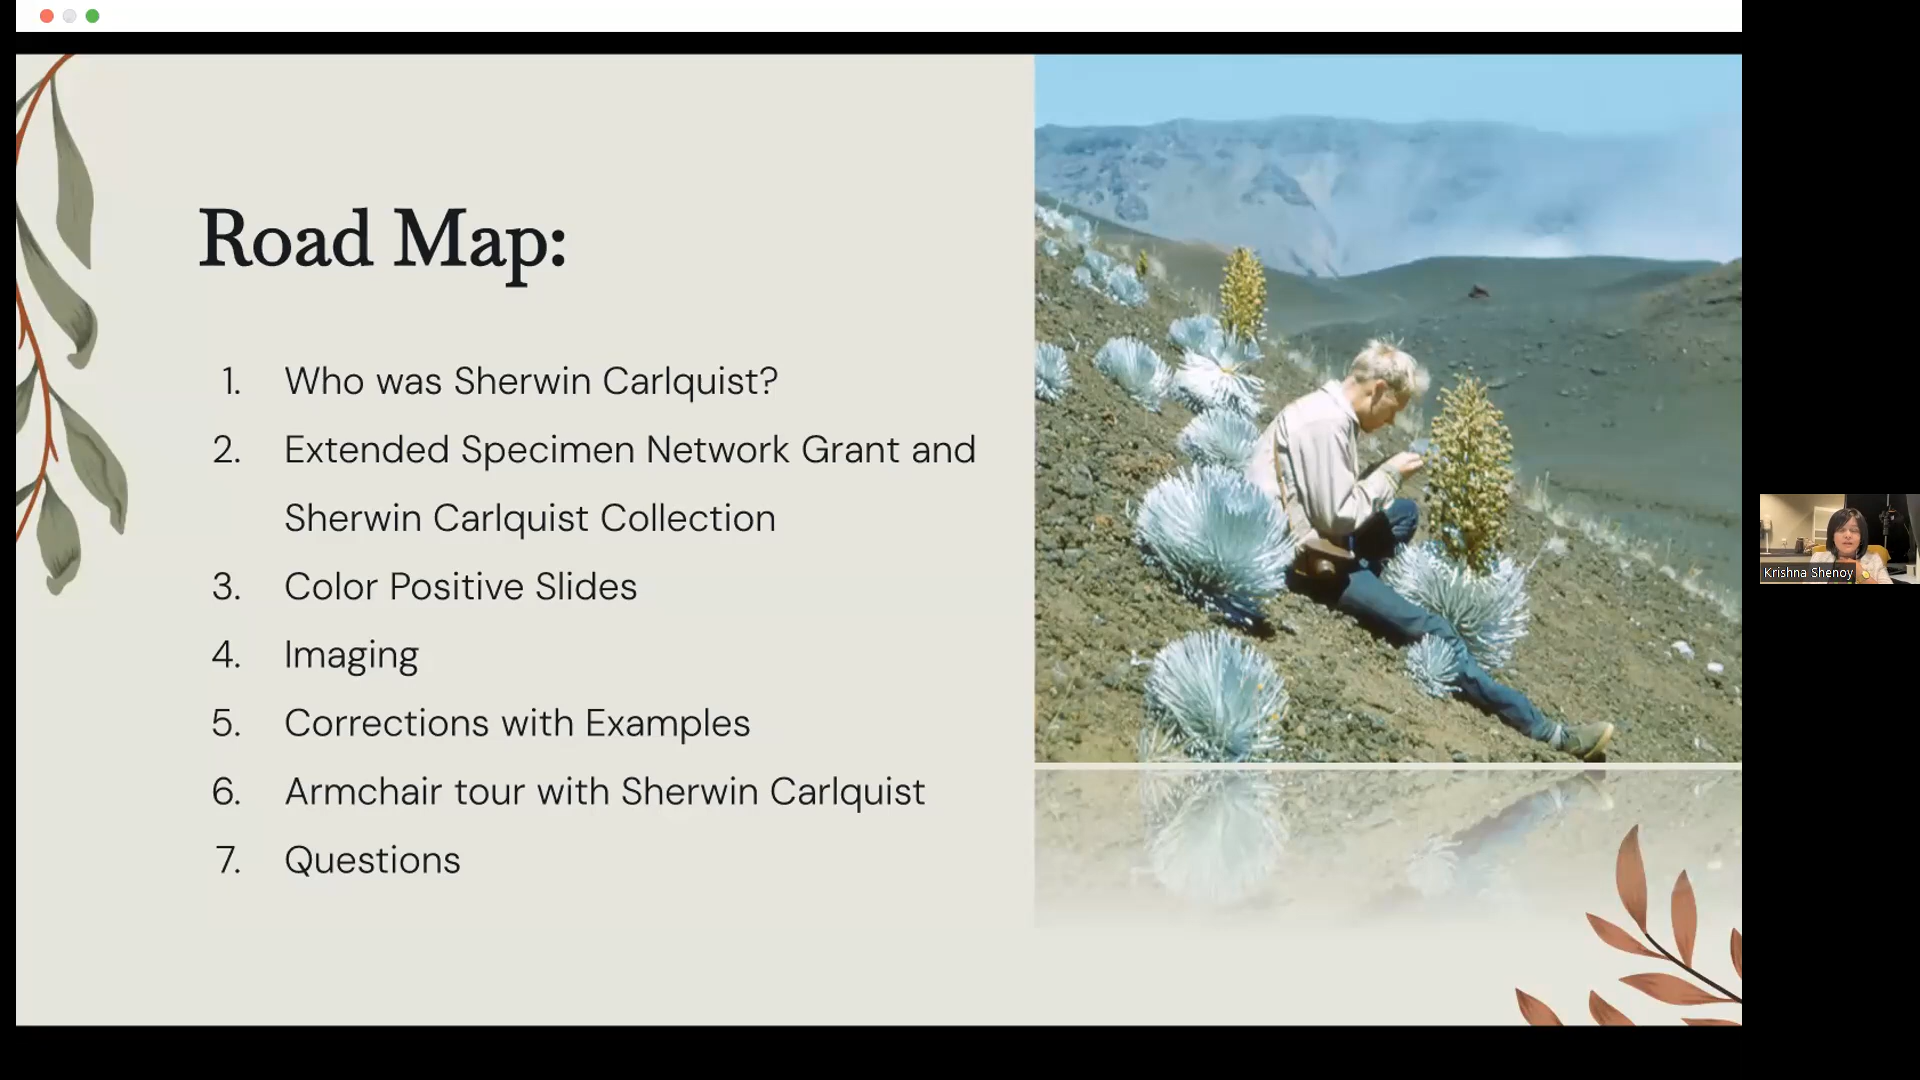 Road Map:
1. Who was Sherwin Carlquist?
2. Extended Specimen Network Grant and
Sherwin Carlquist Collection
3. Color Positive Slides
4. Imaging
5. Corrections with Examples
6. Armchair tour with Sherwin Carlquist
7. Questions
Krishna Shenoy